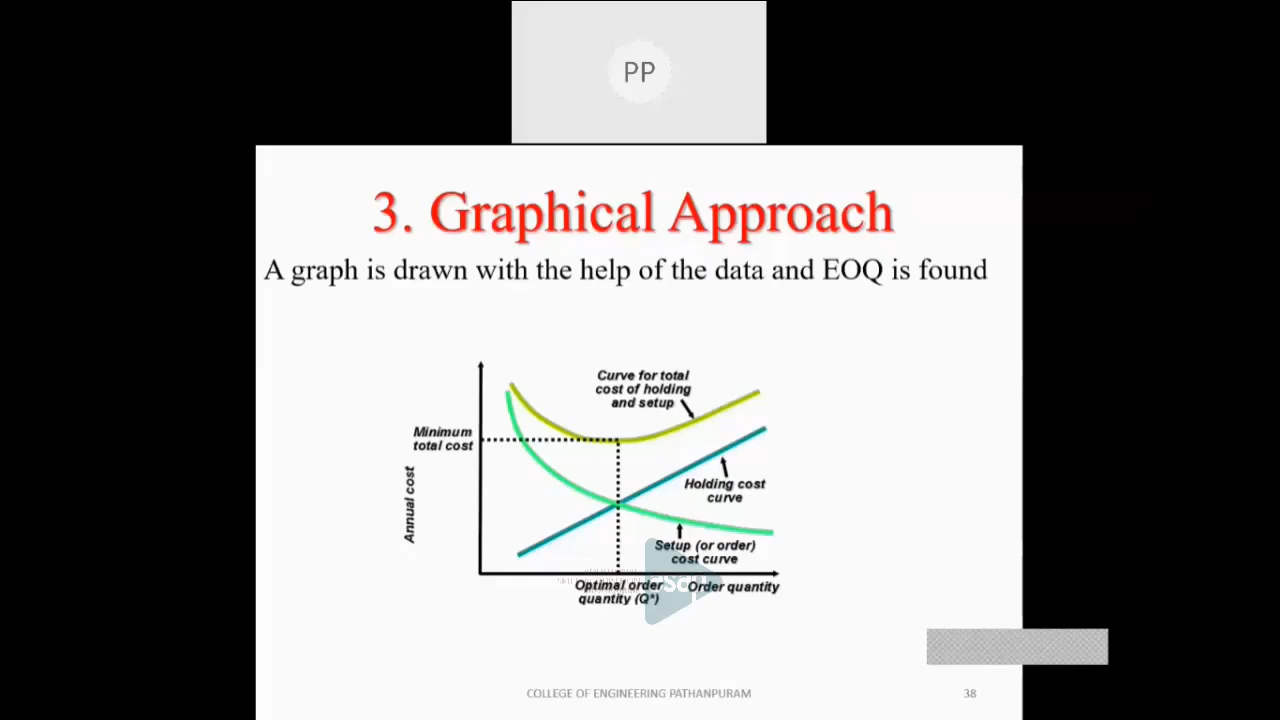 PP
3. Graphical Approach
A graph is drawn with the help of the data and EOQ is found
Curve for total
cost of holding
and setup
Minimum
total cost
Annual cost
Holding cost
curve
Setup (or order)
cost curve
Optimal order
quantity (Q*)
Order quantity
COLLEGE OF ENGINEERING PATHANPURAM
38